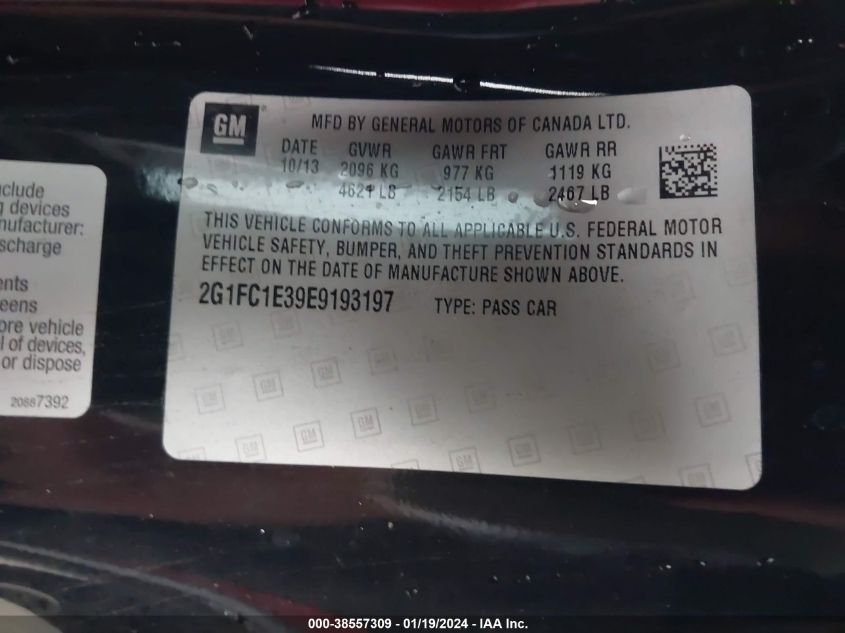 GM
MFD BY GENERAL MOTORS OF CANADA LTD.
DATE GVWR GAWR FRT GAWR RR
10/13 2096 KG 977 KG 1119 KG
4621 LB 2154 LB 2467 LB
THIS VEHICLE CONFORMS TO ALL APPLICABLE U.S. FEDERAL MOTOR
VEHICLE SAFETY, BUMPER, AND THEFT PREVENTION STANDARDS IN
EFFECT ON THE DATE OF MANUFACTURE SHOWN ABOVE.
2G1FC1E39E9193197 TYPE: PASS CAR
nclude
g devices
nufacturer:
scharge
ents
eens
ore vehicle
l of devices,
or dispose
20887392
000-38557309 - 01/19/2024 - IAA Inc.